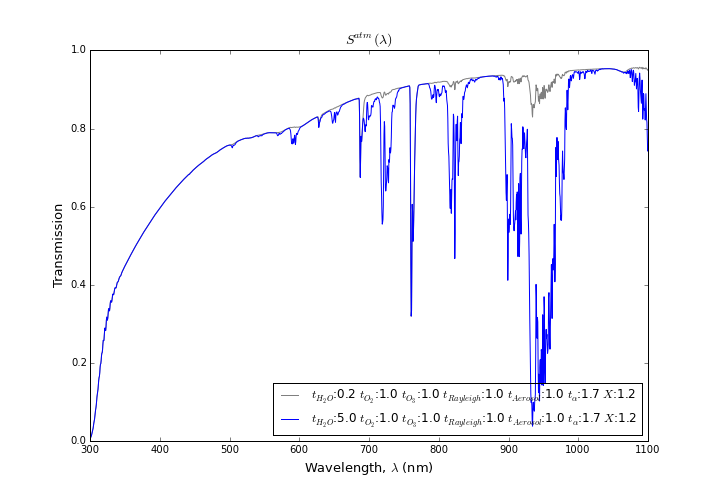 S^{atm}(λ)
1.0
0.8
0.6
0.4
0.2
0.0
Transmission
300 400 500 600 700 800 900 1000 1100
Wavelength, λ (nm)
t_{H_2O}:0.2 t_{O_2}:1.0 t_{O_3}:1.0 t_{Rayleigh}:1.0 t_{Aerosol}:1.0 t_α:1.7 X:1.2
t_{H_2O}:5.0 t_{O_2}:1.0 t_{O_3}:1.0 t_{Rayleigh}:1.0 t_{Aerosol}:1.0 t_α:1.7 X:1.2